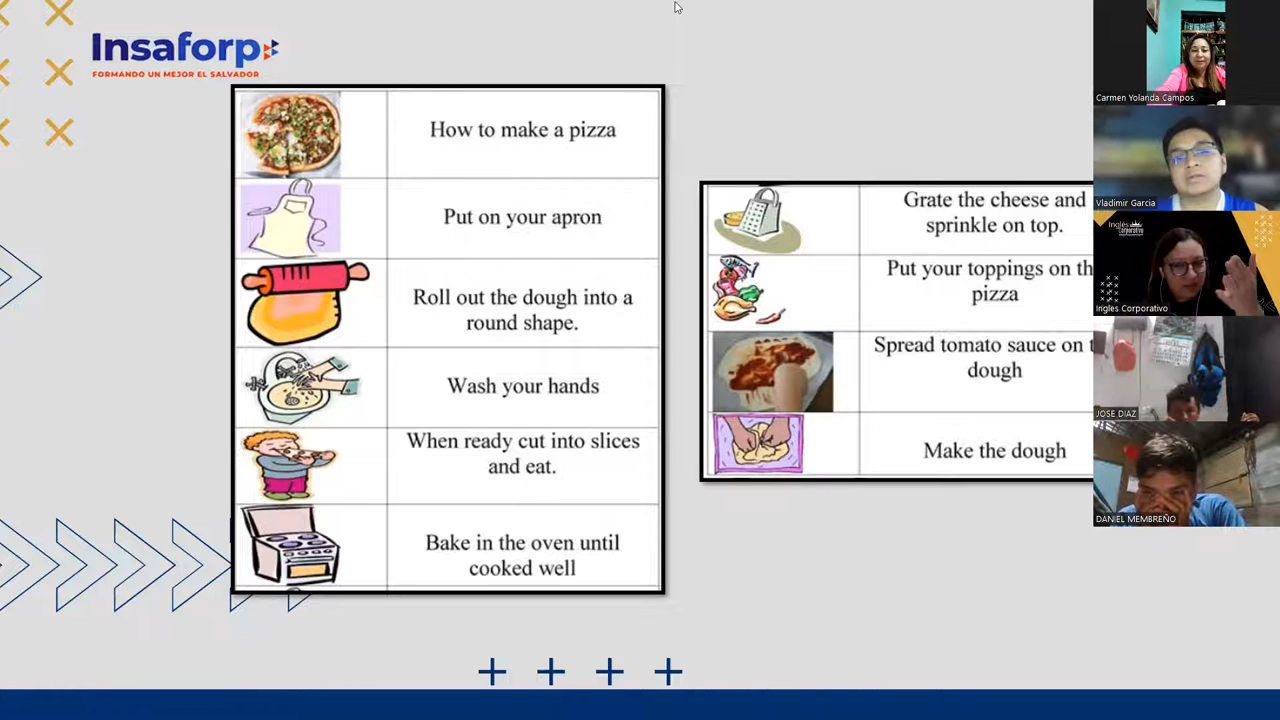 Insaforp
FORMANDO UN MEJOR EL SALVADOR
How to make a pizza
Put on your apron
Roll out the dough into a
round shape.
Wash your hands
When ready cut into slices
and eat.
Bake in the oven until
cooked well
Grate the cheese and
sprinkle on top.
Put your toppings on th
pizza
Spread tomato sauce on t
dough
Make the dough
Carmen Yolanda Campos
Vladimir Garcia
Inglés
Corporativo
Ingles Corporativo
JOSE DIAZ
DANIEL MEMBREÑO